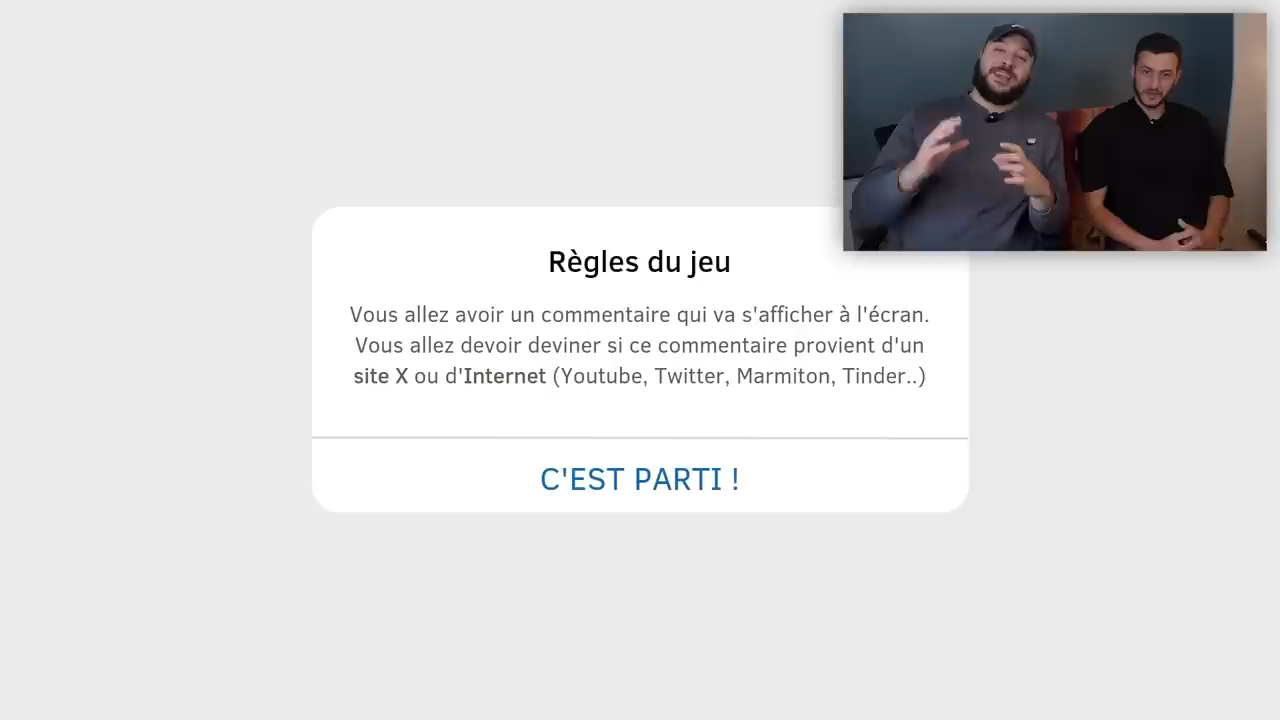 Règles du jeu
Vous allez avoir un commentaire qui va s'afficher à l'écran.
Vous allez devoir deviner si ce commentaire provient d'un
site X ou d'Internet (Youtube, Twitter, Marmiton, Tinder..)
C'EST PARTI !